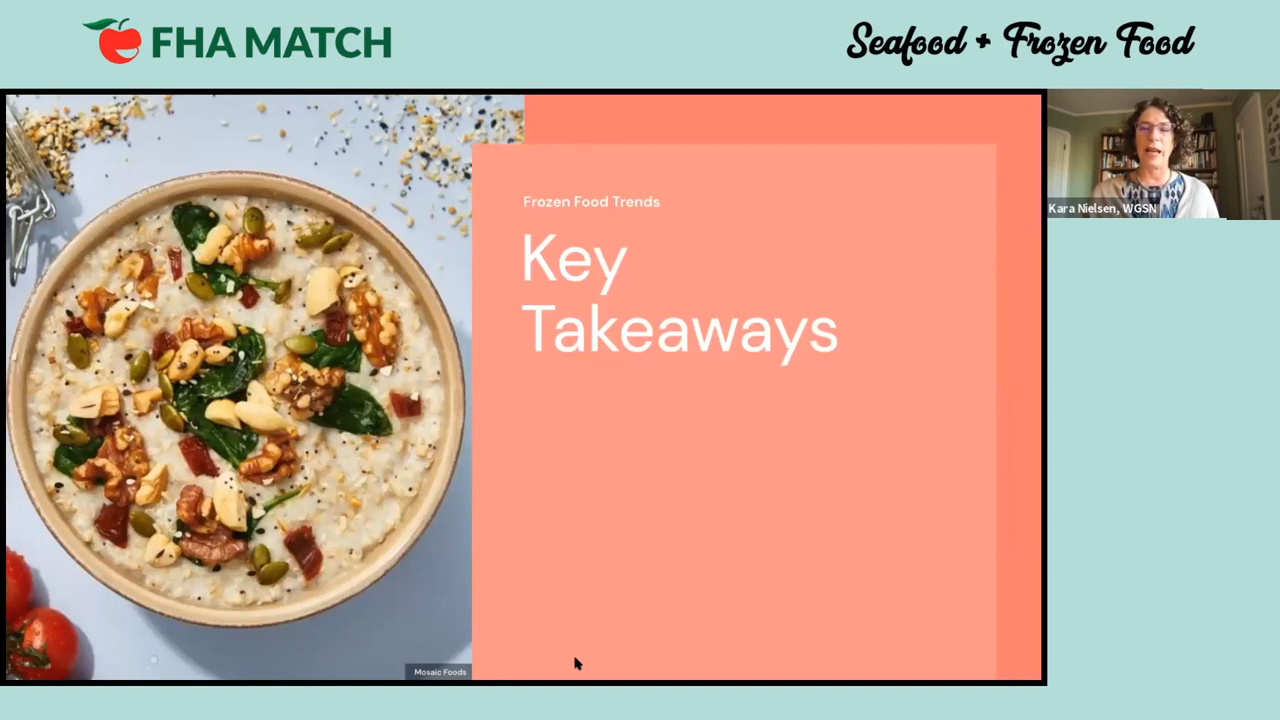 FHA MATCH
Seafood + Frozen Food
Frozen Food Trends
Key
Takeaways
Kara Nielsen, WGSN
Mosaic Foods